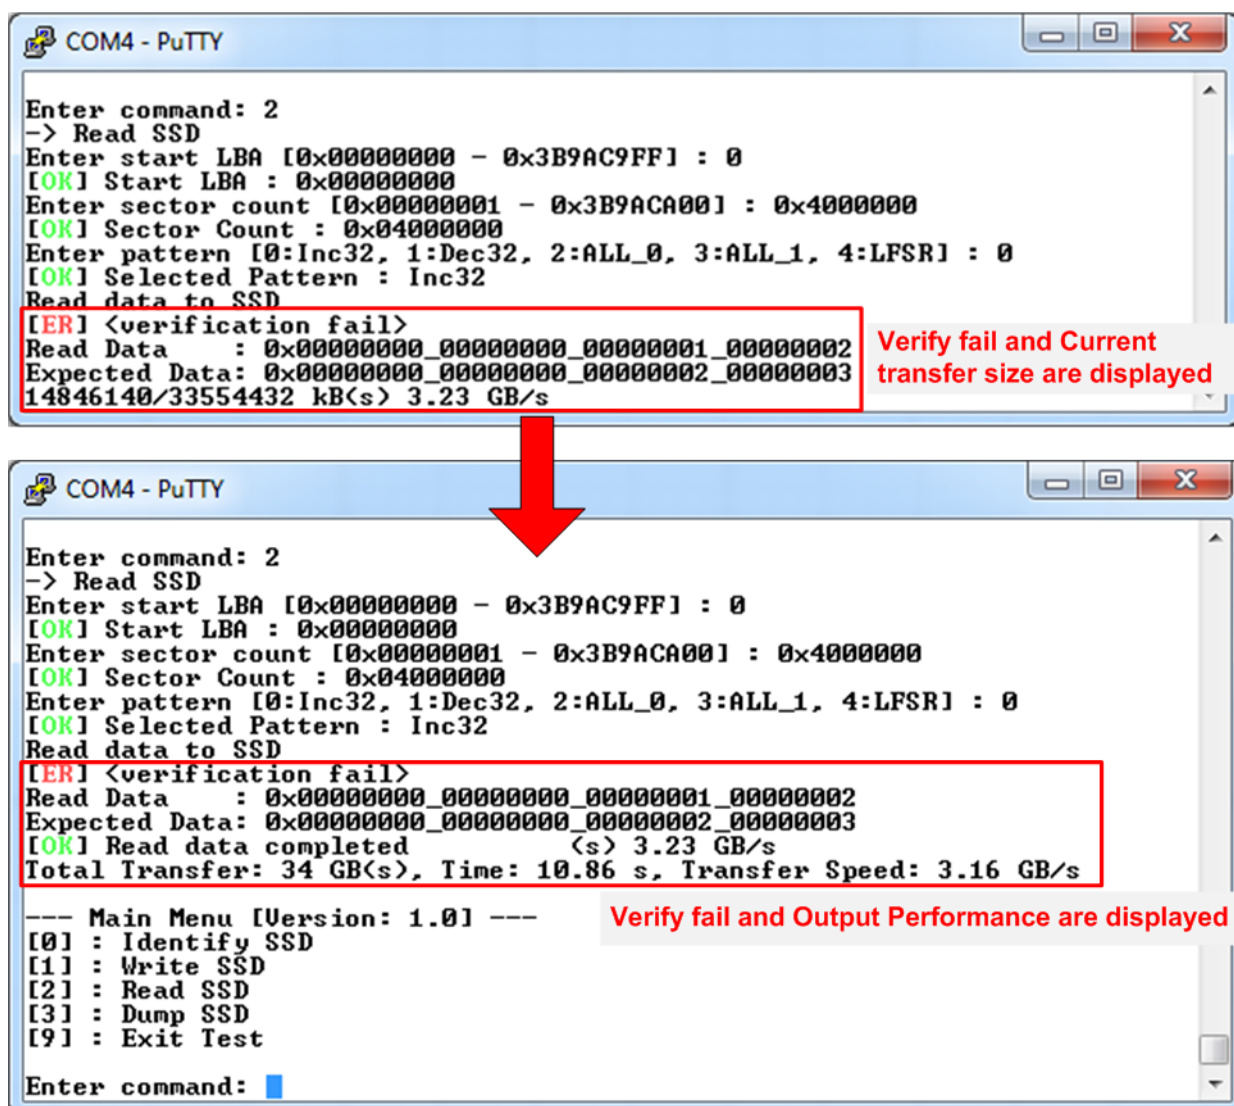 COM4 - PuTTY
Enter command: 2
-> Read SSD
Enter start LBA [0x00000000 - 0x3B9AC9FF] : 0
[OK] Start LBA : 0x00000000
Enter sector count [0x00000001 - 0x3B9ACA00] : 0x4000000
[OK] Sector Count : 0x04000000
Enter pattern [0:Inc32, 1:Dec32, 2:ALL_0, 3:ALL_1, 4:LFSR] : 0
[OK] Selected Pattern : Inc32
Read data to SSD
[ER] <verification fail>
Read Data    : 0x00000000_00000000_00000001_00000002
Expected Data: 0x00000000_00000000_00000002_00000003
14846140/33554432 kB(s) 3.23 GB/s
Verify fail and Current
transfer size are displayed
COM4 - PuTTY
Enter command: 2
-> Read SSD
Enter start LBA [0x00000000 - 0x3B9AC9FF] : 0
[OK] Start LBA : 0x00000000
Enter sector count [0x00000001 - 0x3B9ACA00] : 0x4000000
[OK] Sector Count : 0x04000000
Enter pattern [0:Inc32, 1:Dec32, 2:ALL_0, 3:ALL_1, 4:LFSR] : 0
[OK] Selected Pattern : Inc32
Read data to SSD
[ER] <verification fail>
Read Data    : 0x00000000_00000000_00000001_00000002
Expected Data: 0x00000000_00000000_00000002_00000003
[OK] Read data completed         (s) 3.23 GB/s
Total Transfer: 34 GB(s), Time: 10.86 s, Transfer Speed: 3.16 GB/s
Verify fail and Output Performance are displayed
--- Main Menu [Version: 1.0] ---
[0] : Identify SSD
[1] : Write SSD
[2] : Read SSD
[3] : Dump SSD
[9] : Exit Test
Enter command: